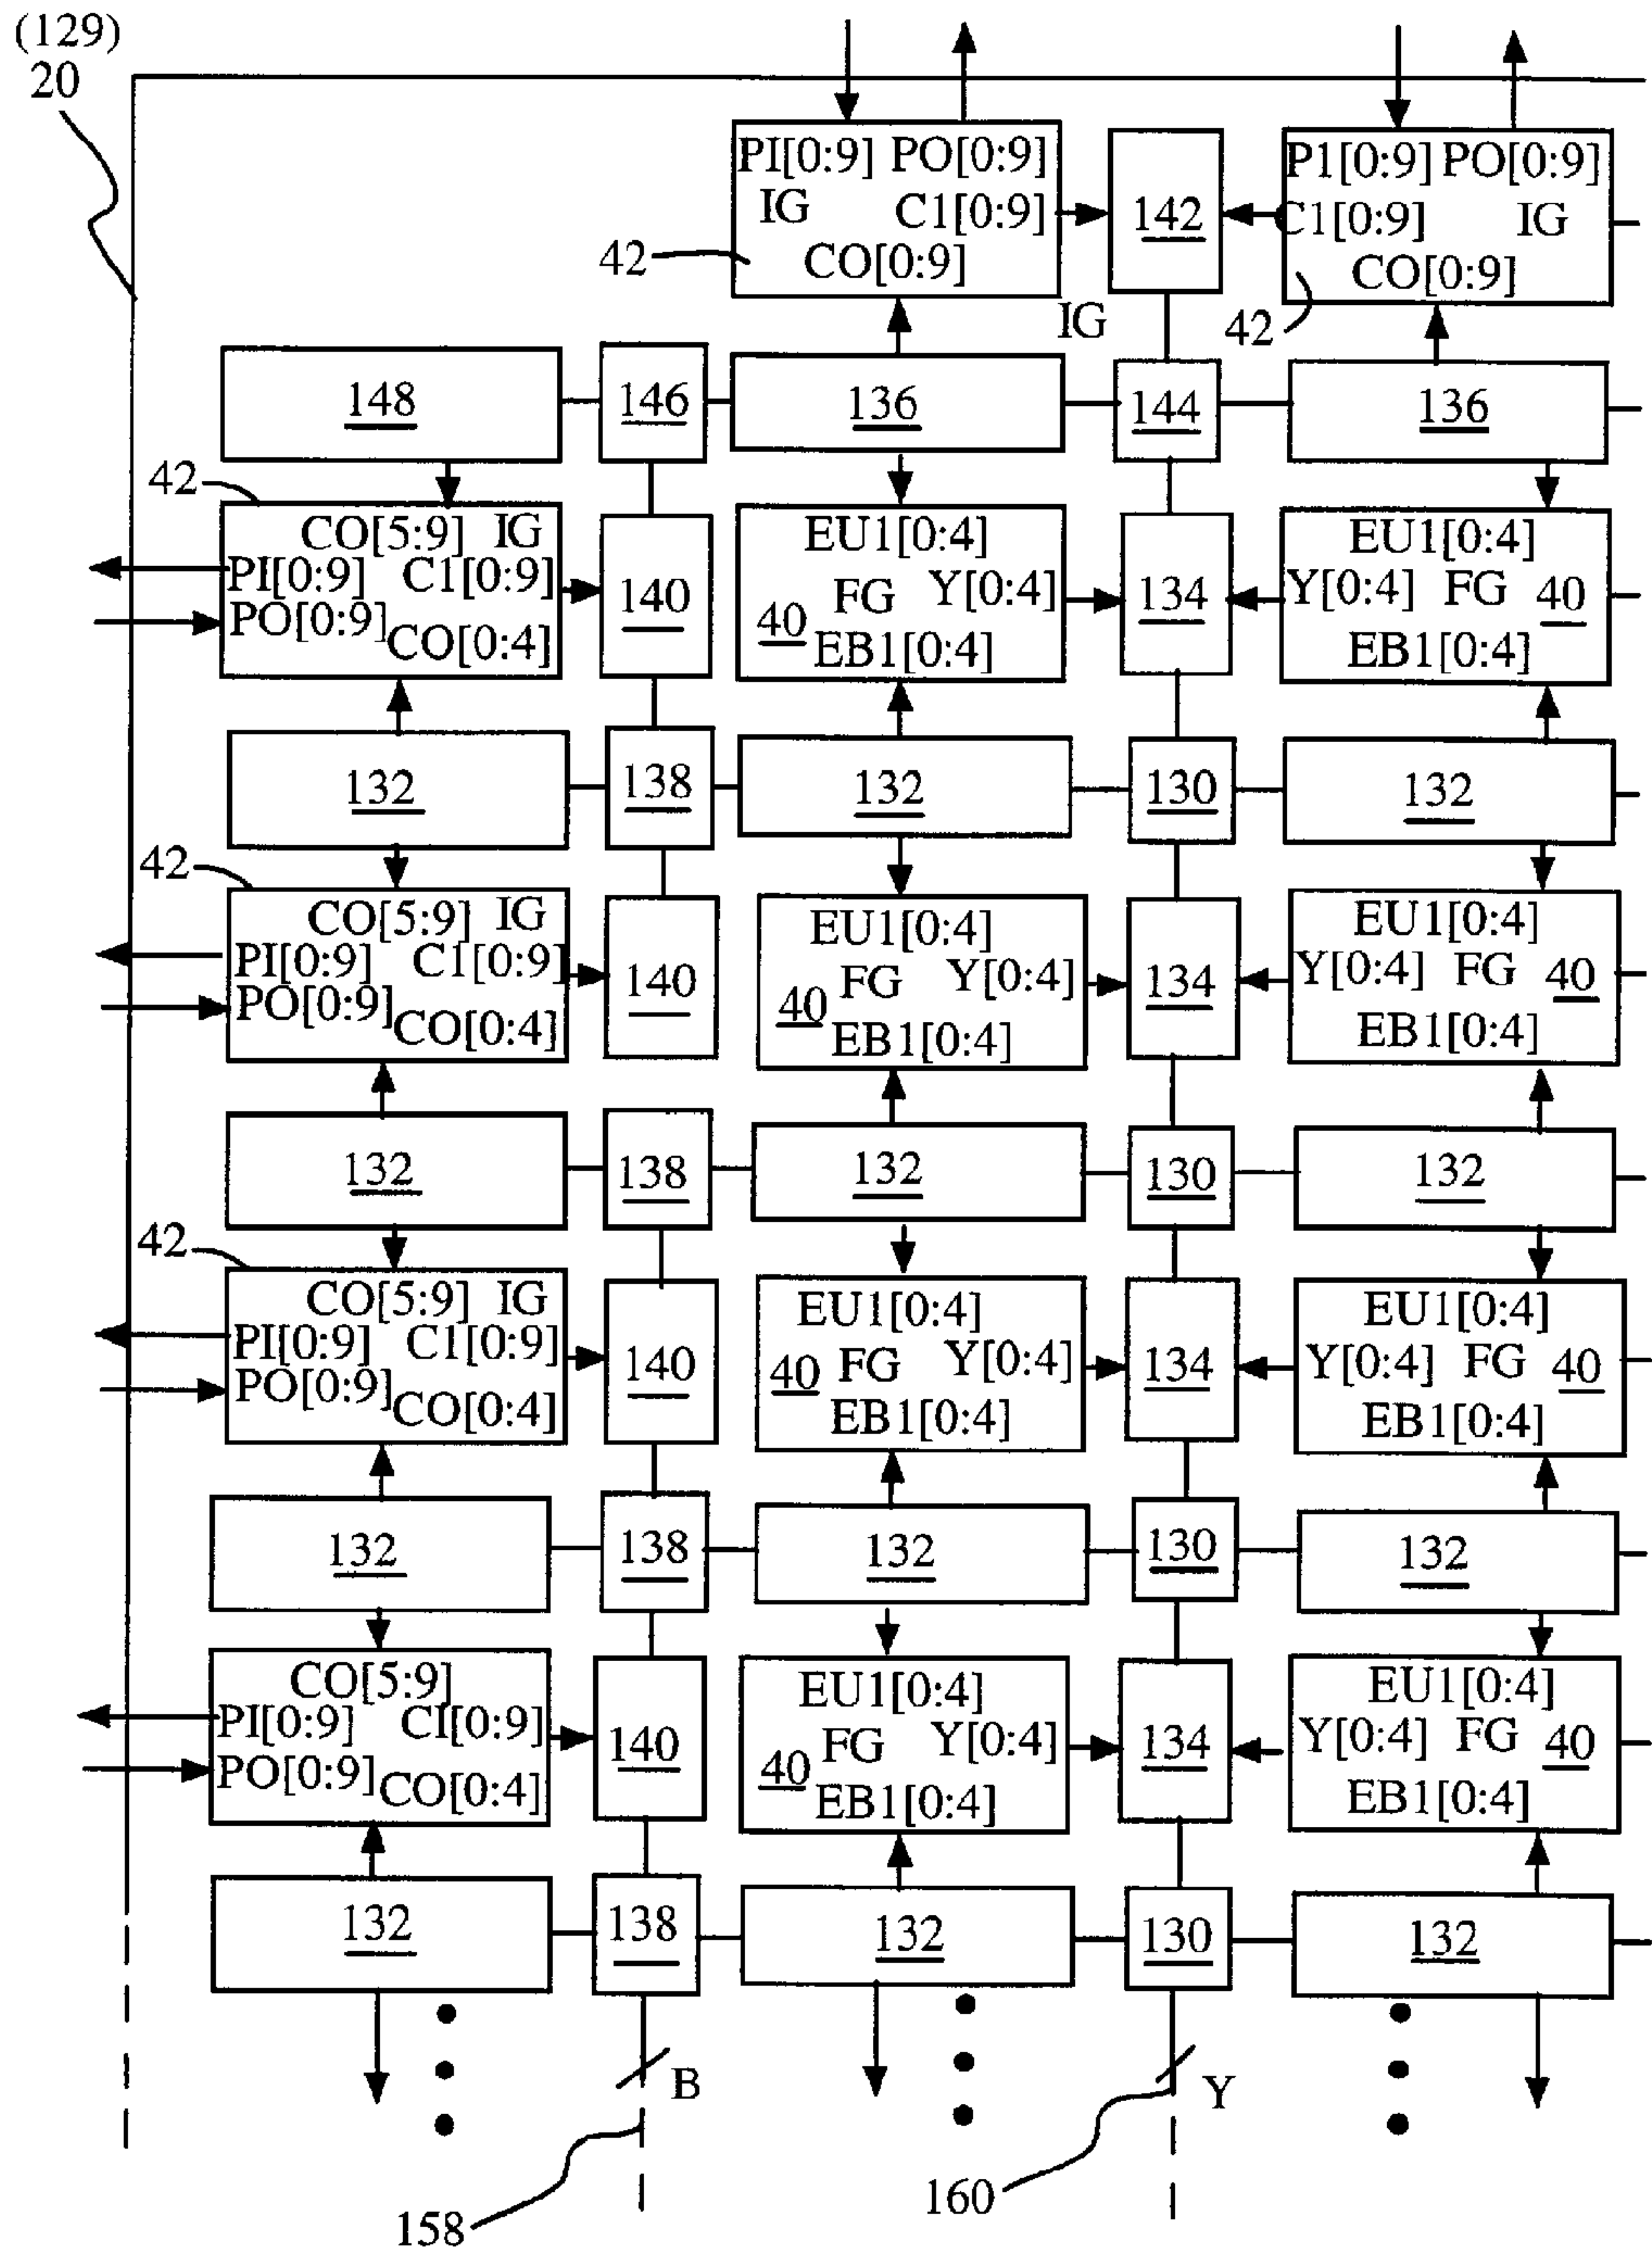 (129)
20
PI[0:9] PO[0:9]
IG C1[0:9]
CO[0:9]
42
142
P1[0:9] PO[0:9]
C1[0:9] IG
CO[0:9]
42
IG
148
146
136
144
136
42
CO[5:9] IG
PI[0:9] C1[0:9]
PO[0:9]
CO[0:4]
140
EU1[0:4]
FG Y[0:4]
40
EB1[0:4]
134
EU1[0:4]
Y[0:4] FG 40
EB1[0:4]
132
138
132
130
132
42
CO[5:9] IG
PI[0:9] C1[0:9]
PO[0:9]
CO[0:4]
140
EU1[0:4]
FG Y[0:4]
40
EB1[0:4]
134
EU1[0:4]
Y[0:4] FG 40
EB1[0:4]
132
138
132
130
132
42
CO[5:9] IG
PI[0:9] C1[0:9]
PO[0:9]
CO[0:4]
140
EU1[0:4]
40 FG Y[0:4]
EB1[0:4]
134
EU1[0:4]
Y[0:4] FG 40
EB1[0:4]
132
138
132
130
132
CO[5:9]
PI[0:9] CI[0:9]
PO[0:9]
CO[0:4]
140
EU1[0:4]
FG Y[0:4]
40
EB1[0:4]
134
EU1[0:4]
Y[0:4] FG 40
EB1[0:4]
132
138
132
130
132
B
Y
158
160